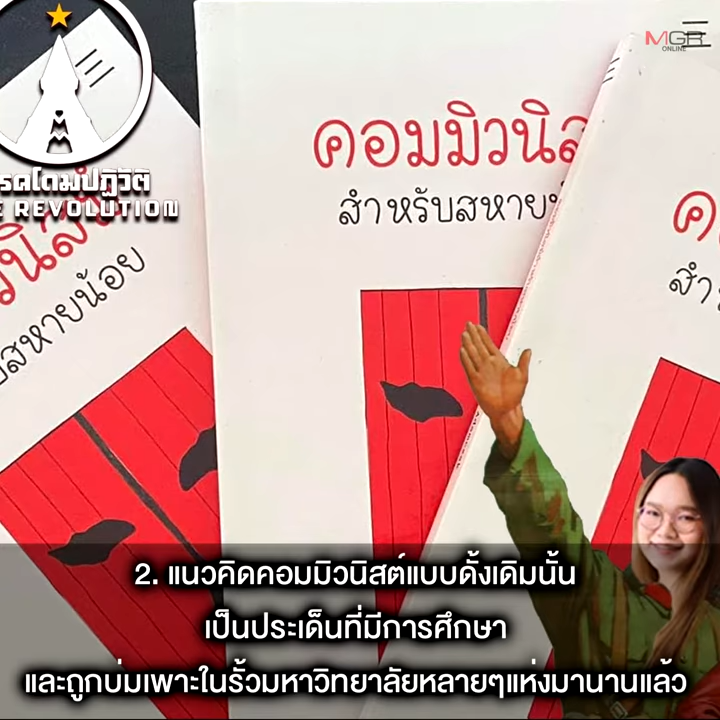 MGR
ONLINE
รคโดมปฏิวัติ
E REVOLUTION
คอมมิวนิส
สำหรับสหาย
วนิสต์
สหายน้อย
ค
สำห
2. แนวคิดคอมมิวนิสต์แบบดั้งเดิมนั้น
เป็นประเด็นที่มีการศึกษา
และถูกบ่มเพาะในรั้วมหาวิทยาลัยหลายๆแห่งมานานแล้ว